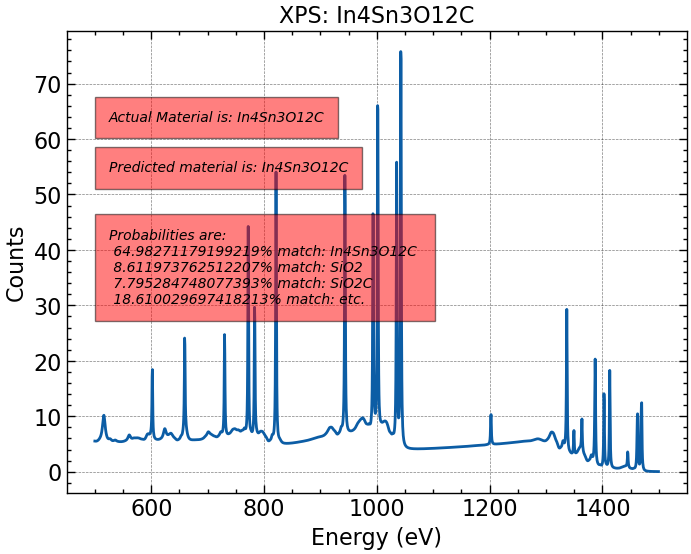 XPS: In4Sn3O12C
70
60
50
40
30
20
10
0
Counts
Actual Material is: In4Sn3O12C
Predicted material is: In4Sn3O12C
Probabilities are:
64.98271179199219% match: In4Sn3O12C
8.611973762512207% match: SiO2
7.795284748077393% match: SiO2C
18.610029697418213% match: etc.
600 800 1000 1200 1400
Energy (eV)